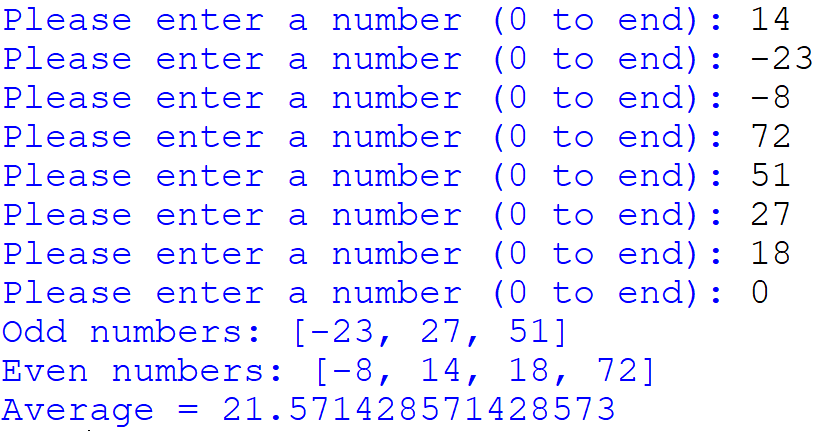 Please enter a number (0 to end): 14
Please enter a number (0 to end): -23
Please enter a number (0 to end): -8
Please enter a number (0 to end): 72
Please enter a number (0 to end): 51
Please enter a number (0 to end): 27
Please enter a number (0 to end): 18
Please enter a number (0 to end): 0
Odd numbers: [-23, 27, 51]
Even numbers: [-8, 14, 18, 72]
Average = 21.571428571428573